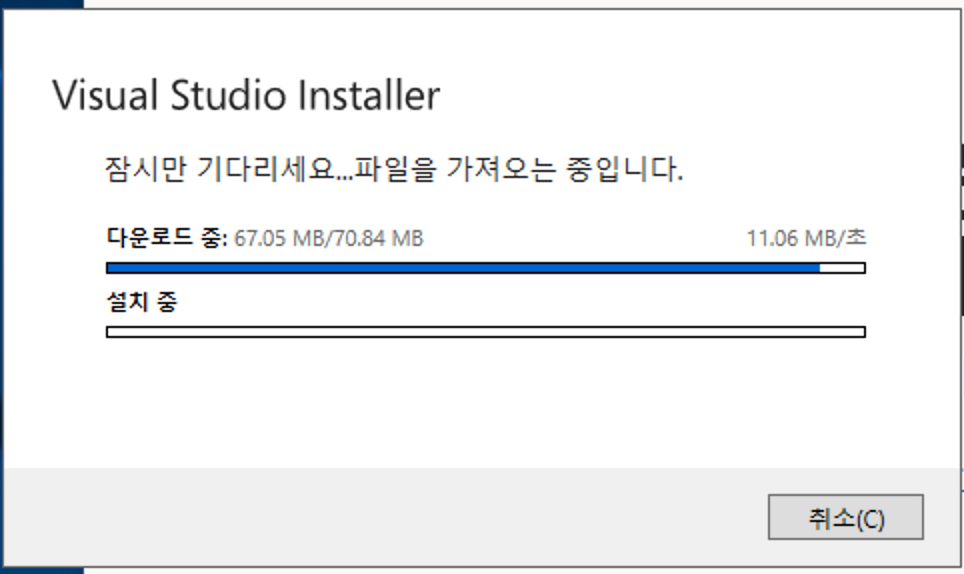 Visual Studio Installer
잠시만 기다리세요...파일을 가져오는 중입니다.
다운로드 중: 67.05 MB/70.84 MB 11.06 MB/초
설치 중
취소(C)